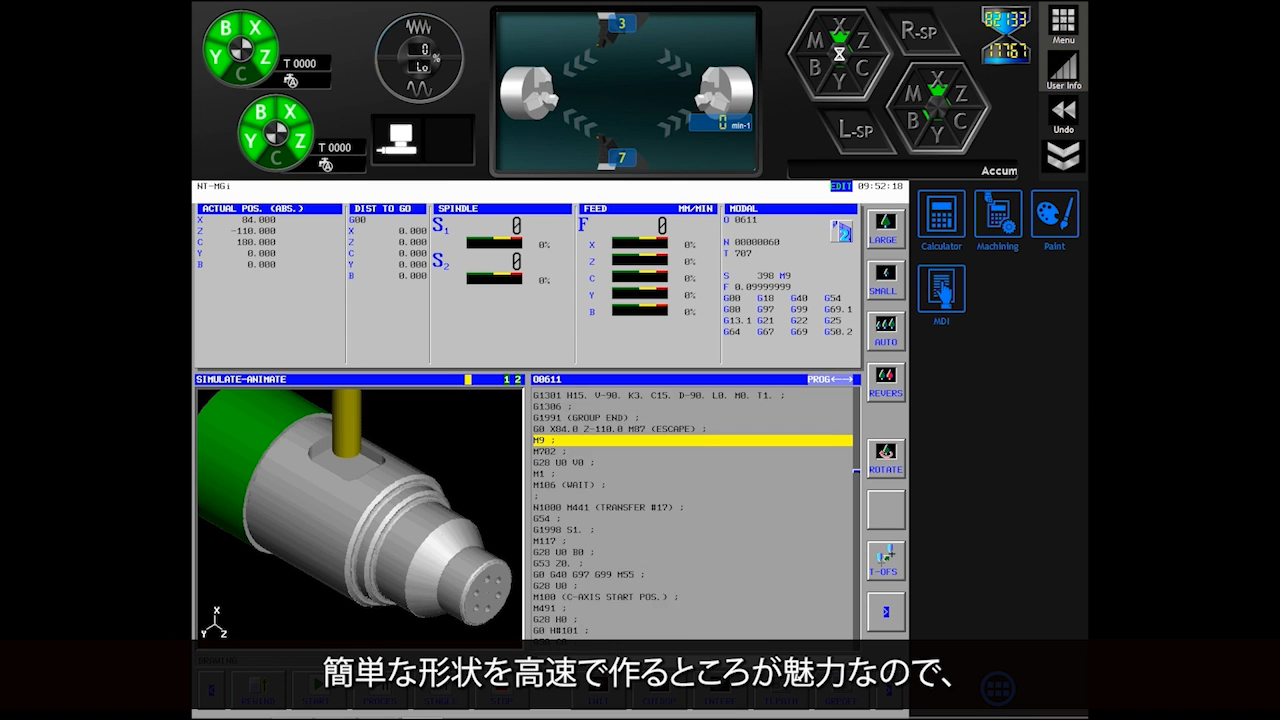 B X
Y Z
C
T 0000
B X
Y Z
C
T 0000
0 %
Lo
3
7
0 min-1
X
M Z
B C
Y
R-SP
X
M Z
B C
Y
L-SP
82133
17767
Accum
Menu
User Info
Undo
NT-MGi
EDIT 09:52:18
ACTUAL POS. (ABS.)
X 84.000
Z -110.000
C 180.000
Y 0.000
B 0.000
DIST TO GO
G00
X 0.000
Z 0.000
C 0.000
Y 0.000
B 0.000
SPINDLE
S1 0
0%
S2 0
0%
FEED MM/MIN
F 0
X 0%
Z 0%
C 0%
Y 0%
B 0%
MODAL
O 0611
N 00000060
T 707
S 398 M9
F 0.09999999
G00 G18 G40 G54
G80 G97 G99 G69.1
G13.1 G21 G22 G25
G64 G67 G69 G50.2
LARGE
SMALL
AUTO
REVERS
ROTATE
T-OFS
Calculator
Machining
Paint
MDI
SIMULATE-ANIMATE 1 2
X
Y Z
O0611 PROG←→
G1301 H15. V-90. K3. C15. D-90. L0. M0. T1. ;
G1306 ;
G1991 (GROUP END) ;
G0 X84.0 Z-110.0 M87 (ESCAPE) ;
M9 ;
M702 ;
G28 U0 V0 ;
M1 ;
M106 (WAIT) ;
;
N1000 M441 (TRANSFER #17) ;
G54 ;
G1998 S1. ;
M117 ;
G28 U0 B0 ;
G53 Z0. ;
G0 G40 G97 G99 M55 ;
G28 U0 ;
M100 (C-AXIS START POS.) ;
M491 ;
G28 H0 ;
G0 H#101 ;
簡単な形状を高速で作るところが魅力なので、